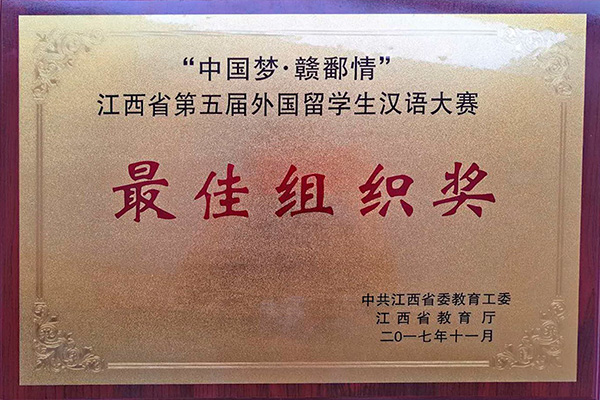 “中国梦·赣鄱情”
江西省第五届外国留学生汉语大赛
最佳组织奖
中共江西省委教育工委
江西省教育厅
二〇一七年十一月